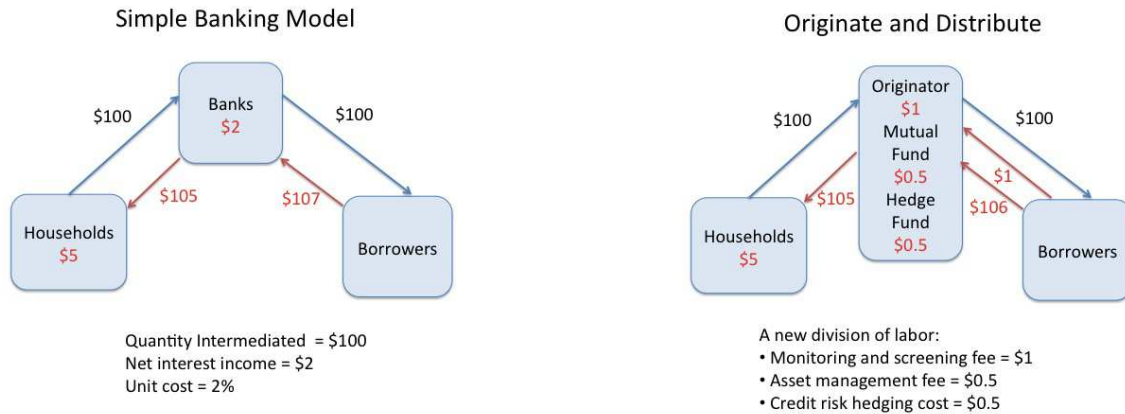 Simple Banking Model
$100
Banks
$2
$100
$105
$107
Households
$5
Borrowers
Quantity Intermediated = $100
Net interest income = $2
Unit cost = 2%
Originate and Distribute
$100
Originator
$1
Mutual
Fund
$0.5
Hedge
Fund
$0.5
$100
$105
$1
$106
Households
$5
Borrowers
A new division of labor:
• Monitoring and screening fee = $1
• Asset management fee = $0.5
• Credit risk hedging cost = $0.5